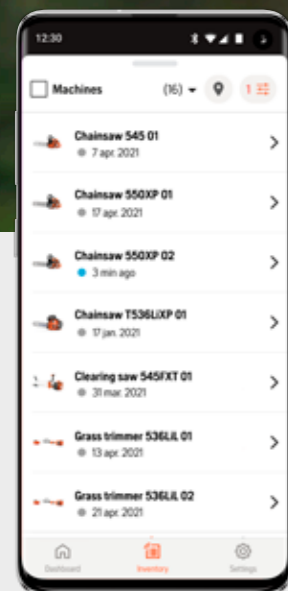 12:30
Machines (16) 1
Chainsaw 545 01
7 apr. 2021
Chainsaw 550XP 01
17 apr. 2021
Chainsaw 550XP 02
3 min ago
Chainsaw T536LiXP 01
17 jan. 2021
Clearing saw 545FXT 01
31 mar. 2021
Grass trimmer 536LiL 01
13 apr. 2021
Grass trimmer 536LiL 02
21 apr. 2021
Dashboard Inventory Settings